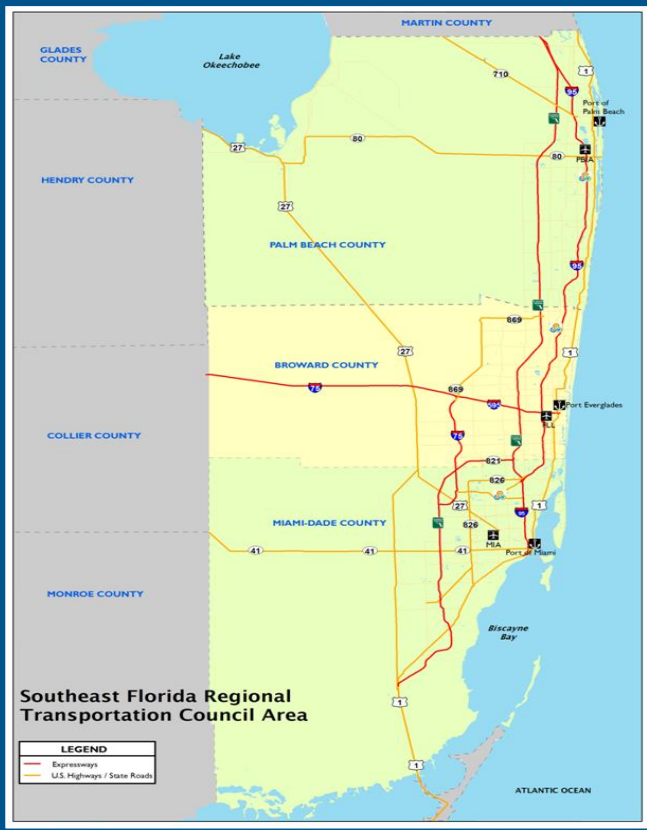 MARTIN COUNTY
GLADES
COUNTY
Lake
Okeechobee
1
710
95
Port of
Palm Beach
27
80
80
PBIA
HENDRY COUNTY
27
PALM BEACH COUNTY
95
869
27
1
BROWARD COUNTY
75
869
595
Port Everglades
FLL
COLLIER COUNTY
75
821
826
27
1
MIAMI-DADE COUNTY
95
826
41
41
41
MIA
Port of Miami
MONROE COUNTY
Biscayne
Bay
Southeast Florida Regional
Transportation Council Area
1
LEGEND
Expressways
U.S. Highways / State Roads
1
ATLANTIC OCEAN